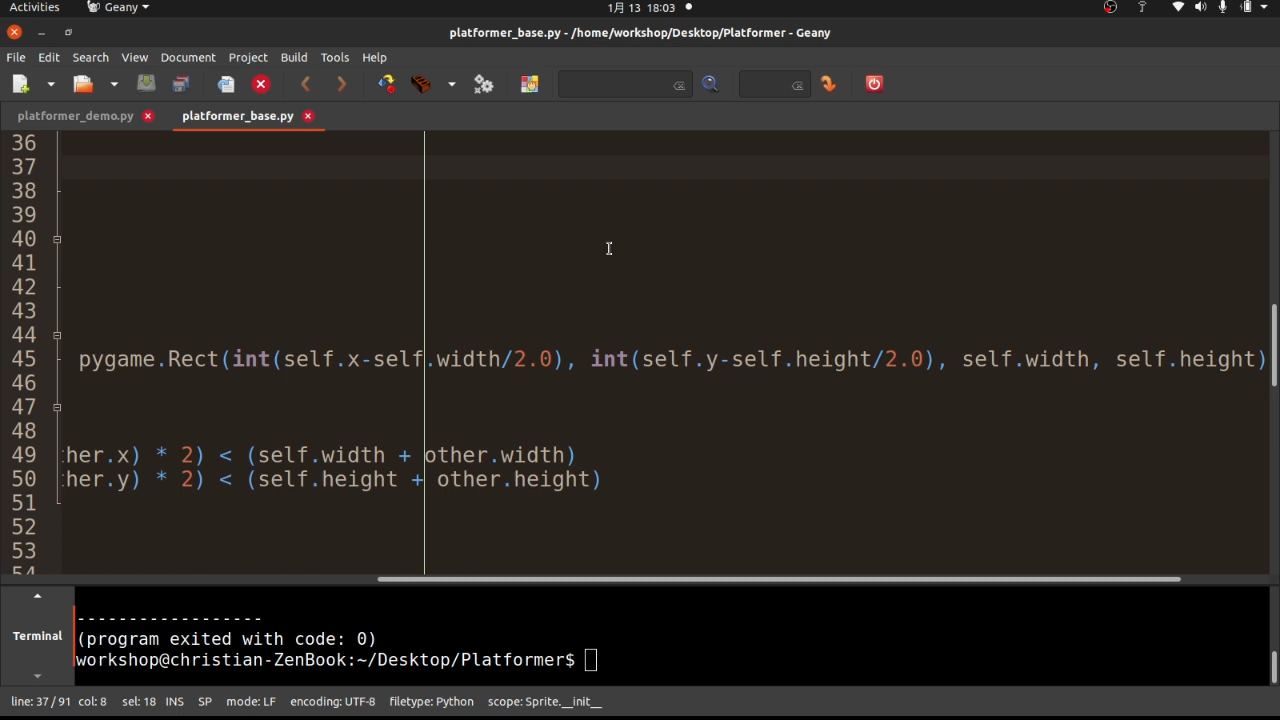 Activities Geany 1月 13 18:03
platformer_base.py - /home/workshop/Desktop/Platformer - Geany
File Edit Search View Document Project Build Tools Help
platformer_demo.py platformer_base.py
36
37
38
39
40
41
42
43
44
45 pygame.Rect(int(self.x-self.width/2.0), int(self.y-self.height/2.0), self.width, self.height)
46
47
48
49 her.x) * 2) < (self.width + other.width)
50 her.y) * 2) < (self.height + other.height)
51
52
53
54
------------------
(program exited with code: 0)
Terminal
workshop@christian-ZenBook:~/Desktop/Platformer$
line: 37 / 91 col: 8 sel: 18 INS SP mode: LF encoding: UTF-8 filetype: Python scope: Sprite.__init__